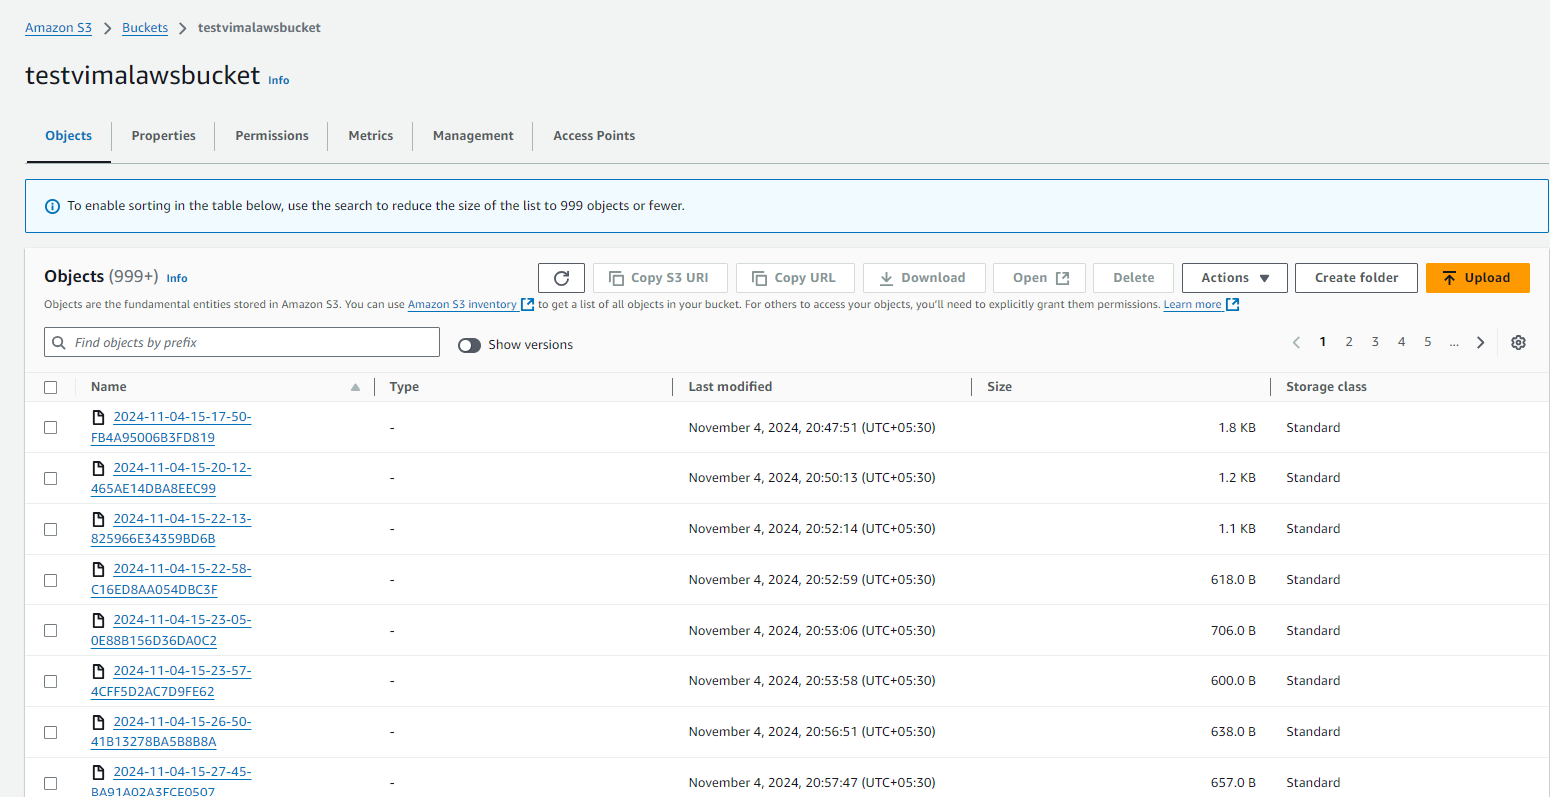 Amazon S3 > Buckets > testvimalawsbucket
testvimalawsbucket Info
Objects Properties Permissions Metrics Management Access Points
To enable sorting in the table below, use the search to reduce the size of the list to 999 objects or fewer.
Objects (999+) Info Copy S3 URI Copy URL Download Open Delete Actions Create folder Upload
Objects are the fundamental entities stored in Amazon S3. You can use Amazon S3 inventory to get a list of all objects in your bucket. For others to access your objects, you'll need to explicitly grant them permissions. Learn more
Find objects by prefix Show versions 1 2 3 4 5 ...
Name Type Last modified Size Storage class
2024-11-04-15-17-50-
FB4A95006B3FD819 - November 4, 2024, 20:47:51 (UTC+05:30) 1.8 KB Standard
2024-11-04-15-20-12-
465AE14DBA8EEC99 - November 4, 2024, 20:50:13 (UTC+05:30) 1.2 KB Standard
2024-11-04-15-22-13-
825966E34359BD6B - November 4, 2024, 20:52:14 (UTC+05:30) 1.1 KB Standard
2024-11-04-15-22-58-
C16ED8AA054DBC3F - November 4, 2024, 20:52:59 (UTC+05:30) 618.0 B Standard
2024-11-04-15-23-05-
0E88B156D36DA0C2 - November 4, 2024, 20:53:06 (UTC+05:30) 706.0 B Standard
2024-11-04-15-23-57-
4CFF5D2AC7D9FE62 - November 4, 2024, 20:53:58 (UTC+05:30) 600.0 B Standard
2024-11-04-15-26-50-
41B13278BA5B8B8A - November 4, 2024, 20:56:51 (UTC+05:30) 638.0 B Standard
2024-11-04-15-27-45-
BA91A02A3FCE0507 - November 4, 2024, 20:57:47 (UTC+05:30) 657.0 B Standard